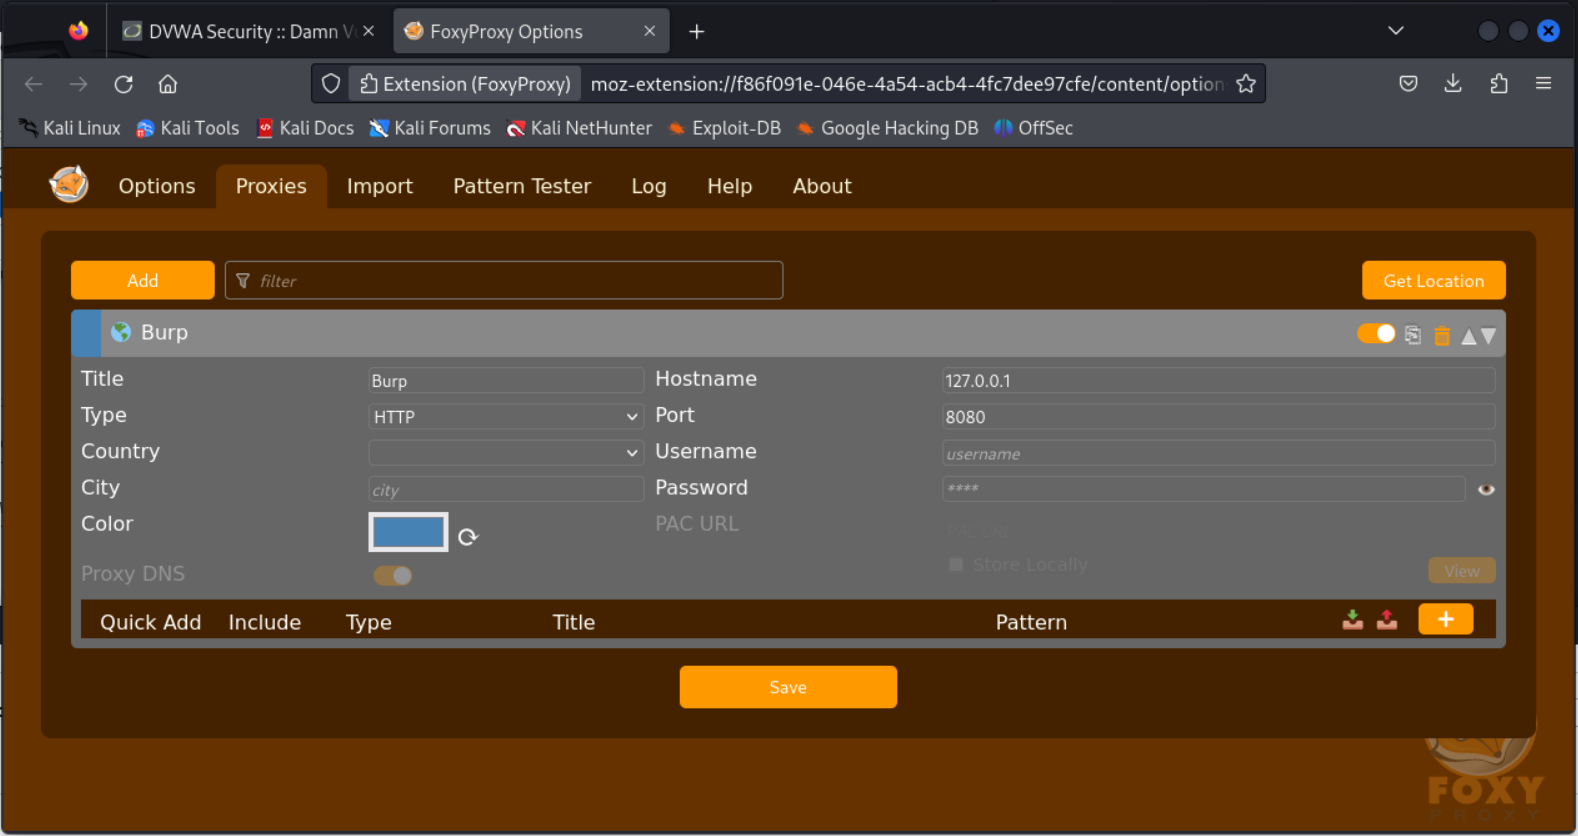 DVWA Security :: Damn Vu
FoxyProxy Options
Extension (FoxyProxy) moz-extension://f86f091e-046e-4a54-acb4-4fc7dee97cfe/content/option
Kali Linux Kali Tools Kali Docs Kali Forums Kali NetHunter Exploit-DB Google Hacking DB OffSec
Options Proxies Import Pattern Tester Log Help About
Add filter Get Location
Burp
Title Burp Hostname 127.0.0.1
Type HTTP Port 8080
Country Username username
City city Password ****
Color PAC URL PAC URL
Store Locally
Proxy DNS View
Quick Add Include Type Title Pattern +
Save
FOXY
PROXY